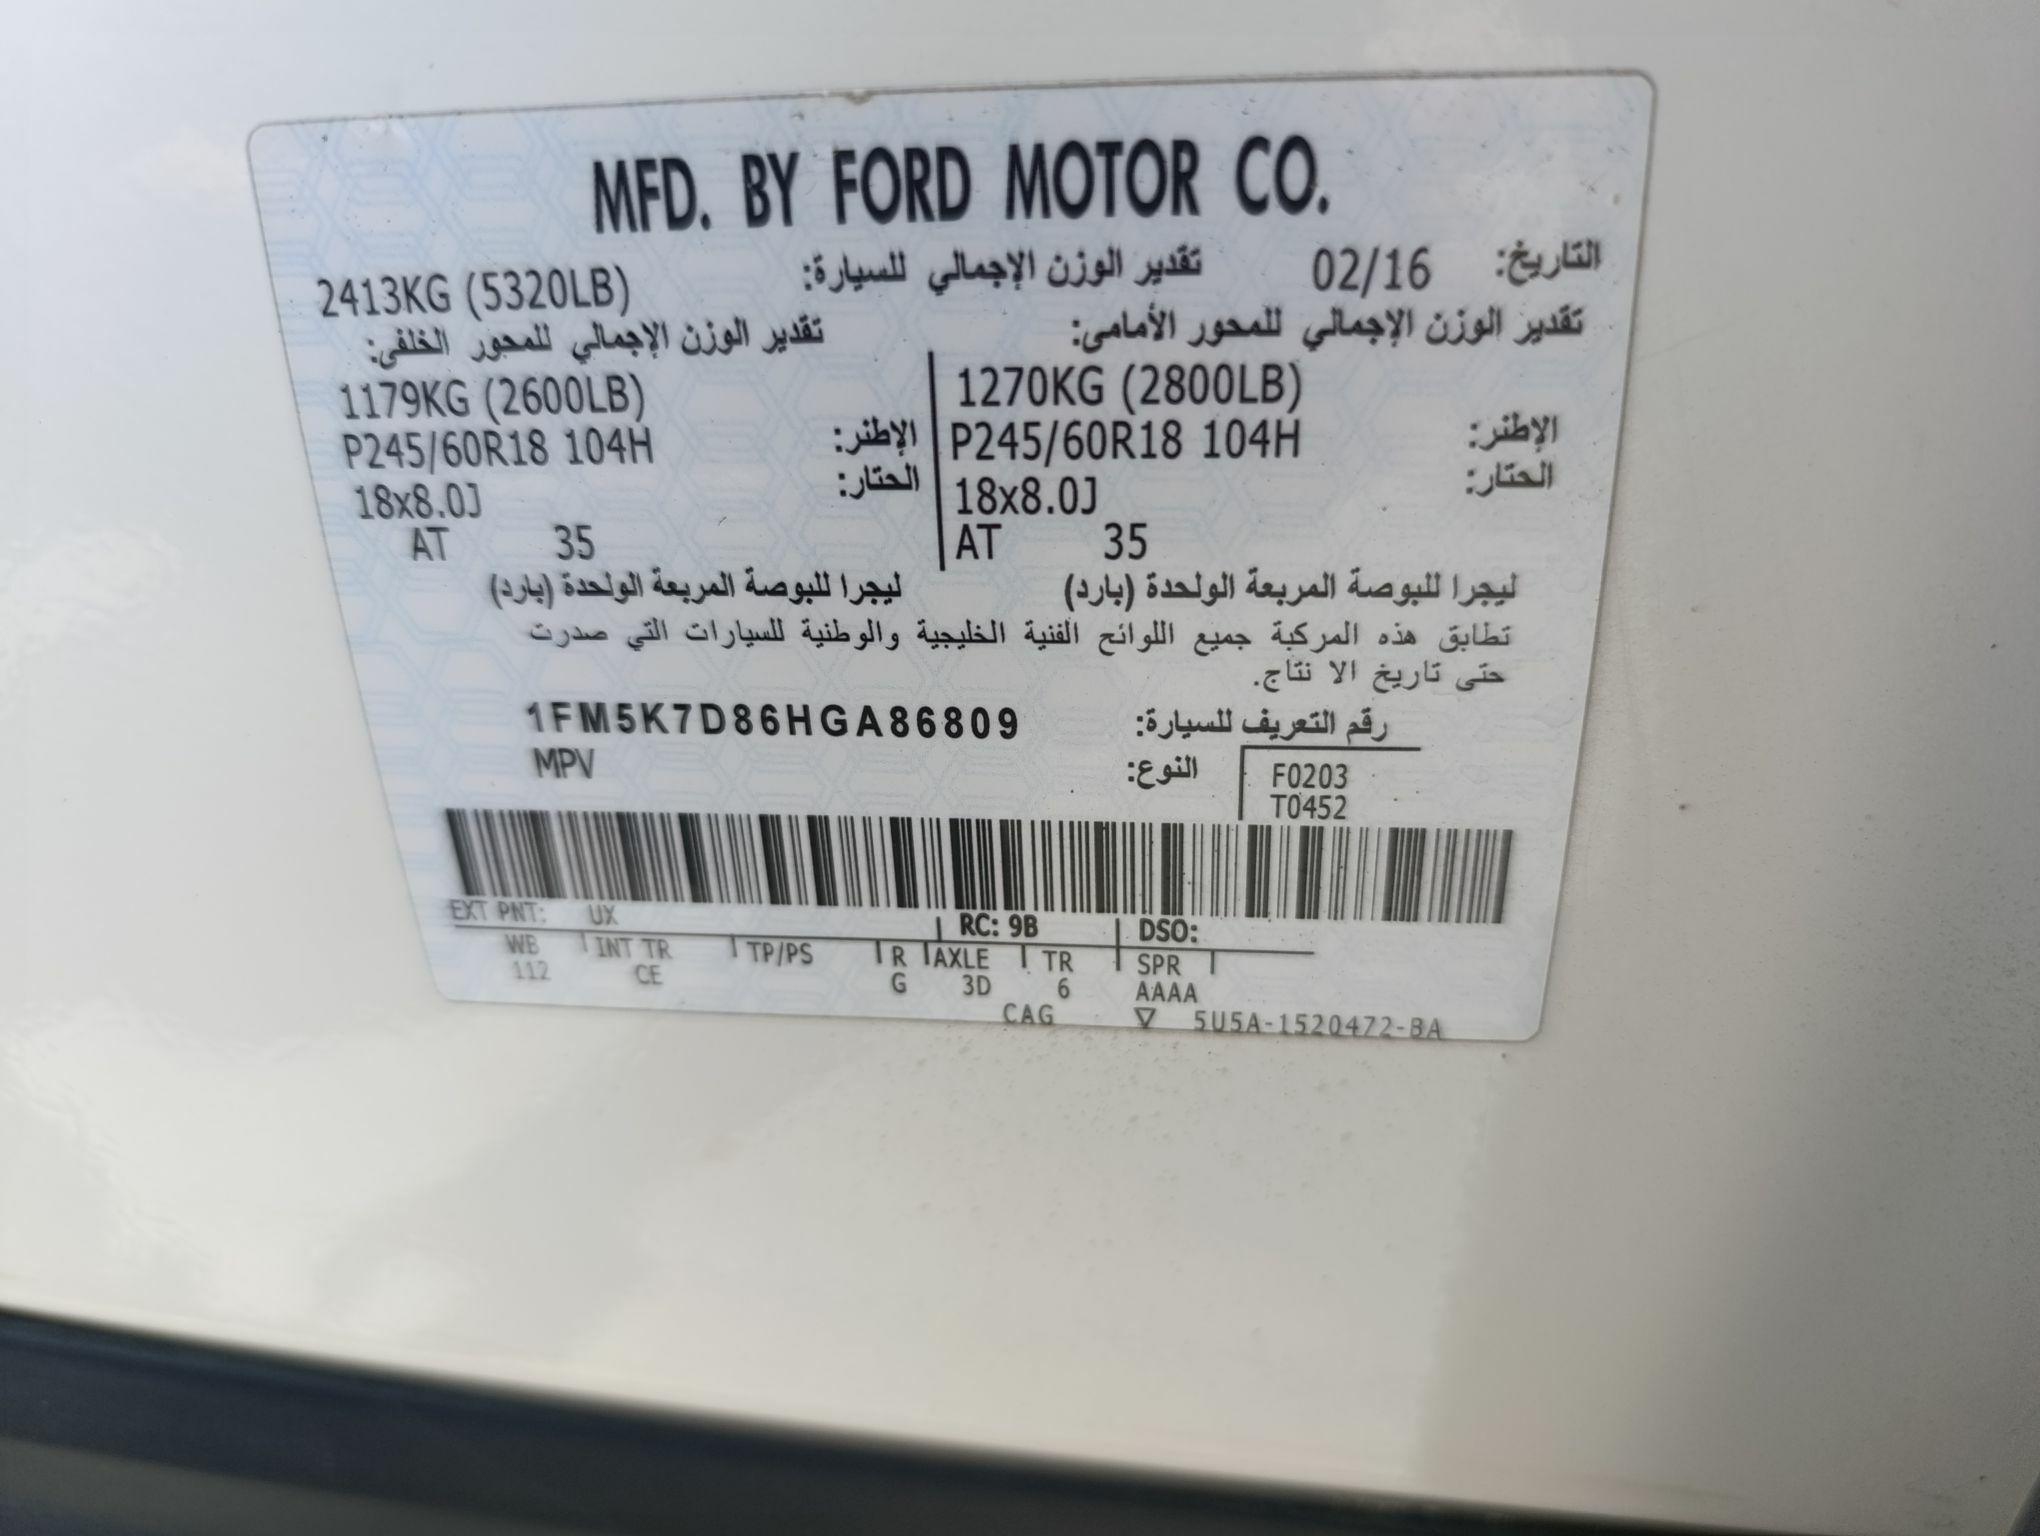 MFD. BY FORD MOTOR CO.
التاريخ: 02/16 تقدير الوزن الإجمالي للسيارة: 2413KG (5320LB)
تقدير الوزن الإجمالي للمحور الأمامى: تقدير الوزن الإجمالي للمحور الخلفى:
1270KG (2800LB) 1179KG (2600LB)
الإطنر: P245/60R18 104H الإطنر: P245/60R18 104H
الحتار: 18x8.0J الحتار: 18x8.0J
AT 35 AT 35
ليجرا للبوصة المربعة الولحدة (بارد) ليجرا للبوصة المربعة الولحدة (بارد)
تطابق هذه المركبة جميع اللوائح الفنية الخليجية والوطنية للسيارات التي صدرت
حتى تاريخ الا نتاج.
رقم التعريف للسيارة: 1FM5K7D86HGA86809
النوع: MPV
F0203
T0452
EXT PNT: UX RC: 9B DSO:
WB INT TR TP/PS R AXLE TR SPR
112 CE G 3D 6 AAAA
CAG ▽ 5U5A-1520472-BA